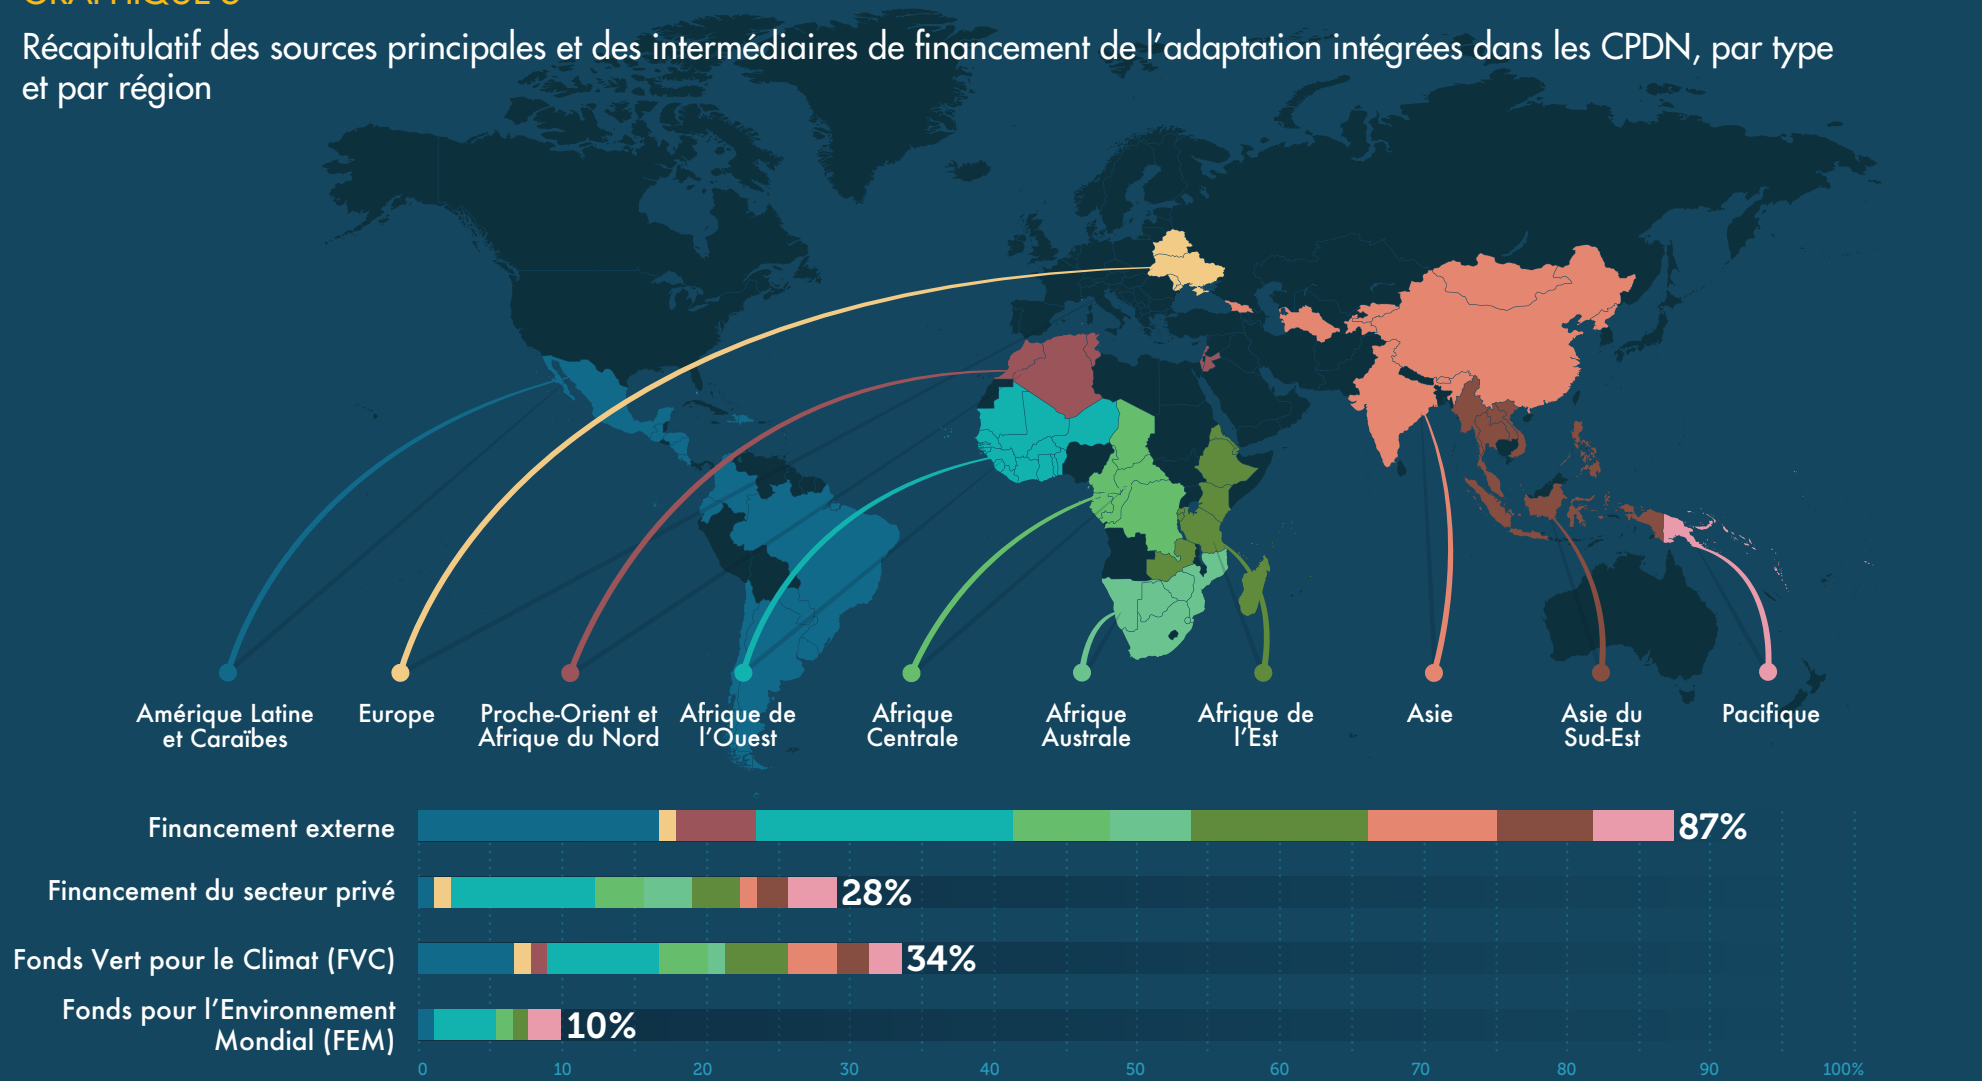 GRAPHIQUE 3
Récapitulatif des sources principales et des intermédiaires de financement de l'adaptation intégrées dans les CPDN, par type
et par région
Amérique Latine
et Caraïbes
Europe
Proche-Orient et
Afrique du Nord
Afrique de
l'Ouest
Afrique
Centrale
Afrique
Australe
Afrique de
l'Est
Asie
Asie du
Sud-Est
Pacifique
Financement externe
87%
Financement du secteur privé
28%
Fonds Vert pour le Climat (FVC)
34%
Fonds pour l'Environnement
Mondial (FEM)
10%
0 10 20 30 40 50 60 70 80 90 100%